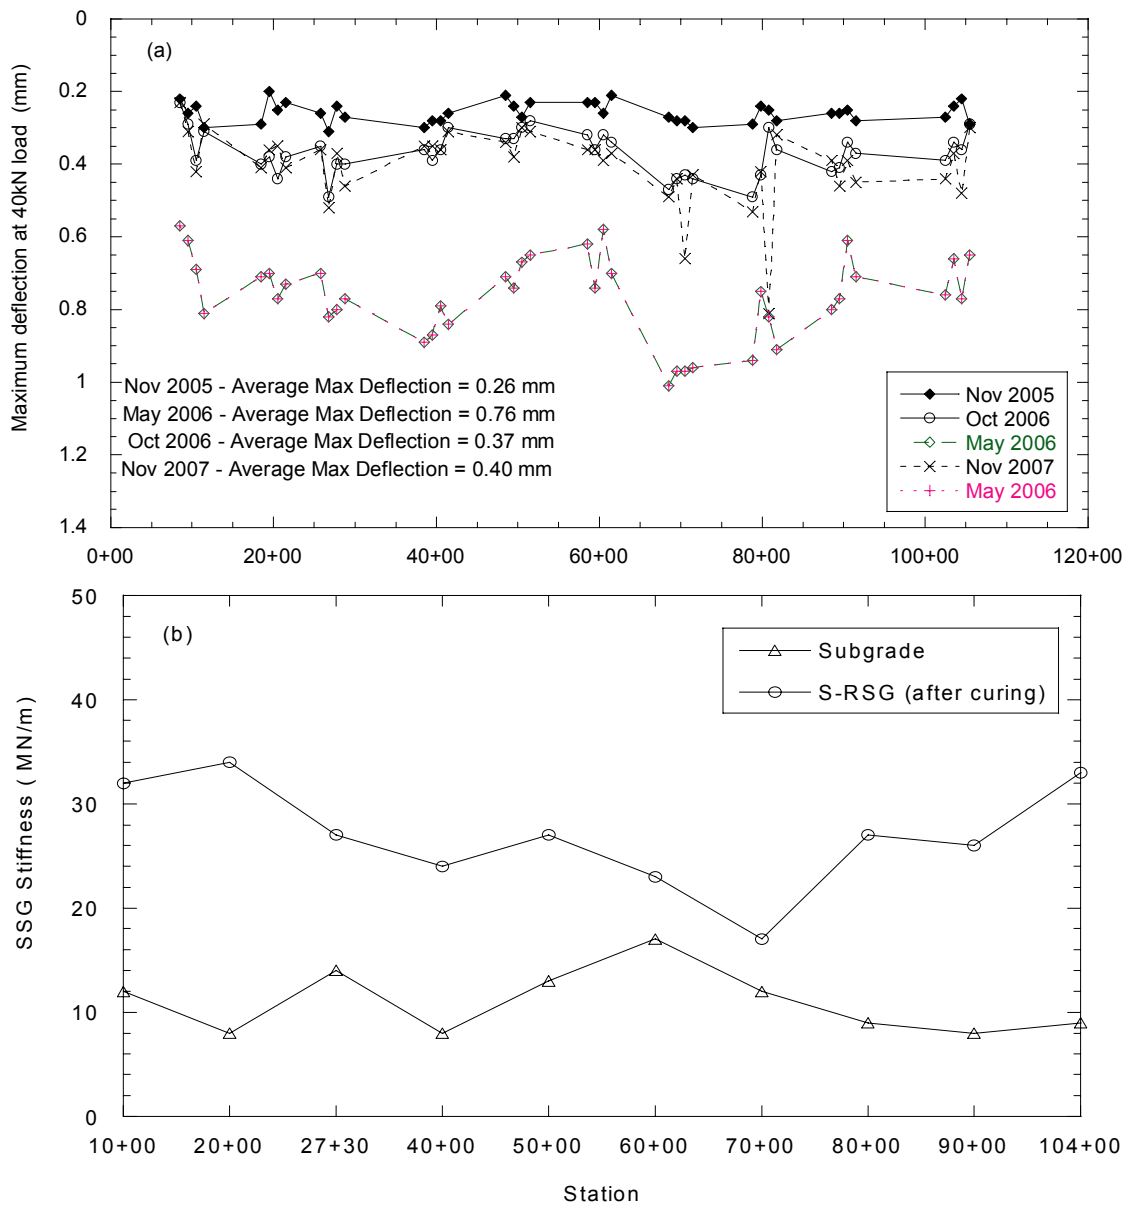 (a)
Maximum deflection at 40kN load (mm)
0
0.2
0.4
0.6
0.8
1
1.2
1.4
Nov 2005 - Average Max Deflection = 0.26 mm
May 2006 - Average Max Deflection = 0.76 mm
Oct 2006 - Average Max Deflection = 0.37 mm
Nov 2007 - Average Max Deflection = 0.40 mm
Nov 2005
Oct 2006
May 2006
Nov 2007
May 2006
0+00 20+00 40+00 60+00 80+00 100+00 120+00
(b)
SSG Stiffness ( MN/m)
50
40
30
20
10
0
Subgrade
S-RSG (after curing)
10+00 20+00 27+30 40+00 50+00 60+00 70+00 80+00 90+00 104+00
Station